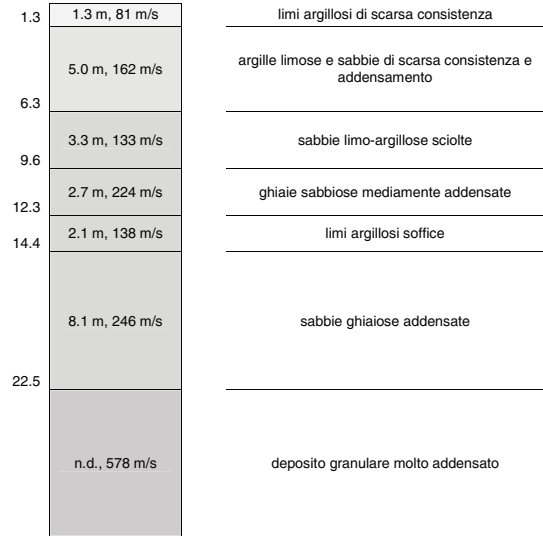 1.3 m, 81 m/s
limi argillosi di scarsa consistenza
1.3
5.0 m, 162 m/s
argille limose e sabbie di scarsa consistenza e
addensamento
6.3
3.3 m, 133 m/s
sabbie limo-argillose sciolte
9.6
2.7 m, 224 m/s
ghiaie sabbiose mediamente addensate
12.3
2.1 m, 138 m/s
limi argillosi soffice
14.4
8.1 m, 246 m/s
sabbie ghiaiose addensate
22.5
n.d., 578 m/s
deposito granulare molto addensato